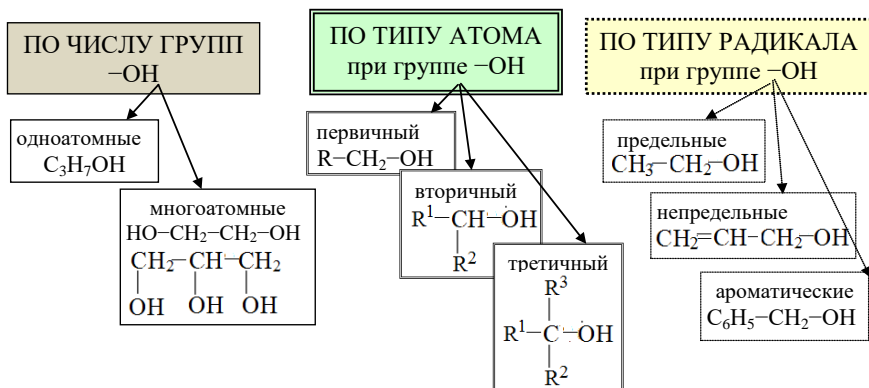 ПО ЧИСЛУ ГРУПП
−OH
одноатомные
C₃H₇OH
многоатомные
HO−CH₂−CH₂−OH
CH₂−CH−CH₂
OH OH OH
ПО ТИПУ АТОМА
при группе −OH
первичный
R−CH₂−OH
вторичный
R¹−CH−OH
R²
третичный
R³
R¹−C−OH
R²
ПО ТИПУ РАДИКАЛА
при группе −OH
предельные
CH₃−CH₂−OH
непредельные
CH₂=CH−CH₂−OH
ароматические
C₆H₅−CH₂−OH